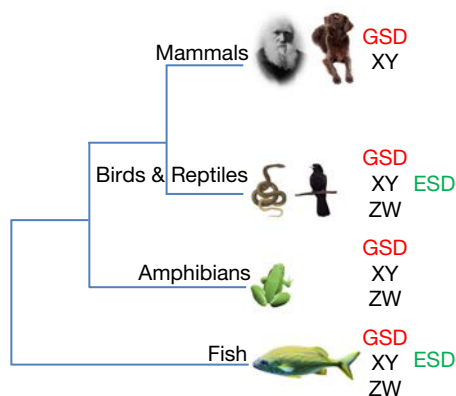 Mammals
GSD
XY
Birds & Reptiles
GSD
XY ESD
ZW
Amphibians
GSD
XY
ZW
Fish
GSD
XY ESD
ZW